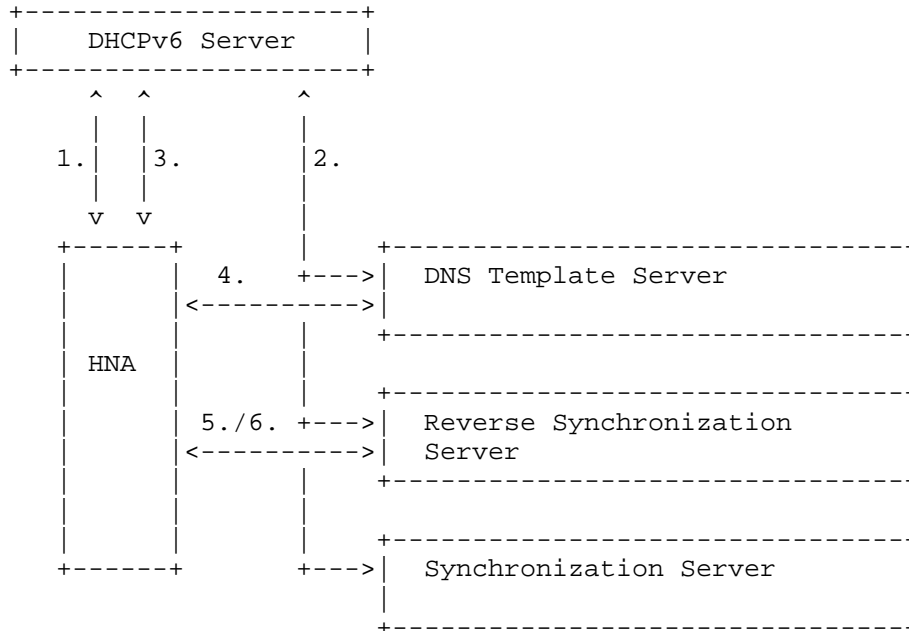 DHCPv6 Server
1. 3. 2.
4.
DNS Template Server
HNA
5./6.
Reverse Synchronization
Server
Synchronization Server